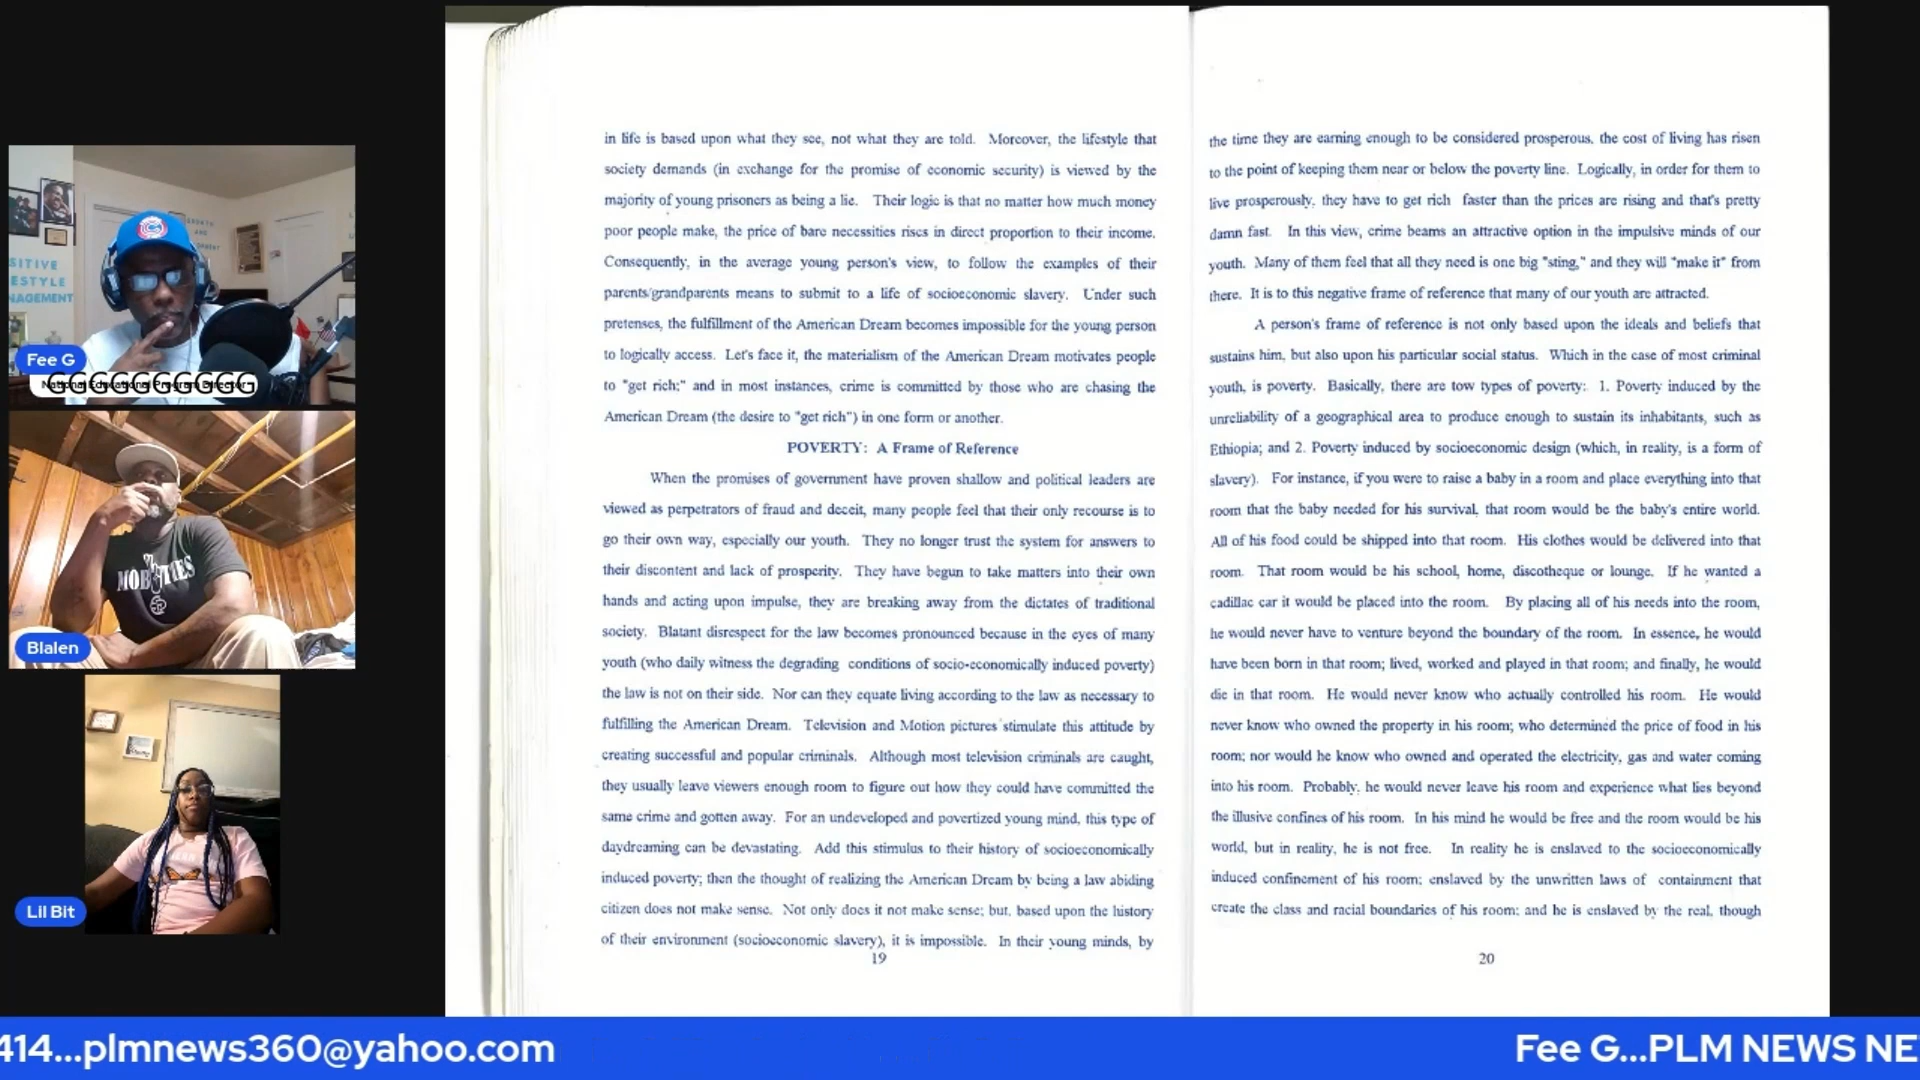 SITIVE
ESTYLE
NAGEMENT
GROWTH
AND
Fee G
National Educational Program Director
GGGGGGGGGG
MOB TIES
Blalen
Lil Bit
in life is based upon what they see, not what they are told. Moreover, the lifestyle that
society demands (in exchange for the promise of economic security) is viewed by the
majority of young prisoners as being a lie. Their logic is that no matter how much money
poor people make, the price of bare necessities rises in direct proportion to their income.
Consequently, in the average young person's view, to follow the examples of their
parents/grandparents means to submit to a life of socioeconomic slavery. Under such
pretenses, the fulfillment of the American Dream becomes impossible for the young person
to logically access. Let's face it, the materialism of the American Dream motivates people
to "get rich;" and in most instances, crime is committed by those who are chasing the
American Dream (the desire to "get rich") in one form or another.
POVERTY: A Frame of Reference
When the promises of government have proven shallow and political leaders are
viewed as perpetrators of fraud and deceit, many people feel that their only recourse is to
go their own way, especially our youth. They no longer trust the system for answers to
their discontent and lack of prosperity. They have begun to take matters into their own
hands and acting upon impulse, they are breaking away from the dictates of traditional
society. Blatant disrespect for the law becomes pronounced because in the eyes of many
youth (who daily witness the degrading conditions of socio-economically induced poverty)
the law is not on their side. Nor can they equate living according to the law as necessary to
fulfilling the American Dream. Television and Motion pictures stimulate this attitude by
creating successful and popular criminals. Although most television criminals are caught,
they usually leave viewers enough room to figure out how they could have committed the
same crime and gotten away. For an undeveloped and povertized young mind, this type of
daydreaming can be devastating. Add this stimulus to their history of socioeconomically
induced poverty; then the thought of realizing the American Dream by being a law abiding
citizen does not make sense. Not only does it not make sense; but, based upon the history
of their environment (socioeconomic slavery), it is impossible. In their young minds, by
19
the time they are earning enough to be considered prosperous, the cost of living has risen
to the point of keeping them near or below the poverty line. Logically, in order for them to
live prosperously, they have to get rich faster than the prices are rising and that's pretty
damn fast. In this view, crime beams an attractive option in the impulsive minds of our
youth. Many of them feel that all they need is one big "sting," and they will "make it" from
there. It is to this negative frame of reference that many of our youth are attracted.
A person's frame of reference is not only based upon the ideals and beliefs that
sustains him, but also upon his particular social status. Which in the case of most criminal
youth, is poverty. Basically, there are tow types of poverty: 1. Poverty induced by the
unreliability of a geographical area to produce enough to sustain its inhabitants, such as
Ethiopia; and 2. Poverty induced by socioeconomic design (which, in reality, is a form of
slavery). For instance, if you were to raise a baby in a room and place everything into that
room that the baby needed for his survival, that room would be the baby's entire world.
All of his food could be shipped into that room. His clothes would be delivered into that
room. That room would be his school, home, discotheque or lounge. If he wanted a
cadillac car it would be placed into the room. By placing all of his needs into the room,
he would never have to venture beyond the boundary of the room. In essence, he would
have been born in that room; lived, worked and played in that room; and finally, he would
die in that room. He would never know who actually controlled his room. He would
never know who owned the property in his room; who determined the price of food in his
room; nor would he know who owned and operated the electricity, gas and water coming
into his room. Probably, he would never leave his room and experience what lies beyond
the illusive confines of his room. In his mind he would be free and the room would be his
world, but in reality, he is not free. In reality he is enslaved to the socioeconomically
induced confinement of his room; enslaved by the unwritten laws of containment that
create the class and racial boundaries of his room; and he is enslaved by the real, though
20
414...plmnews360@yahoo.com
Fee G...PLM NEWS NE